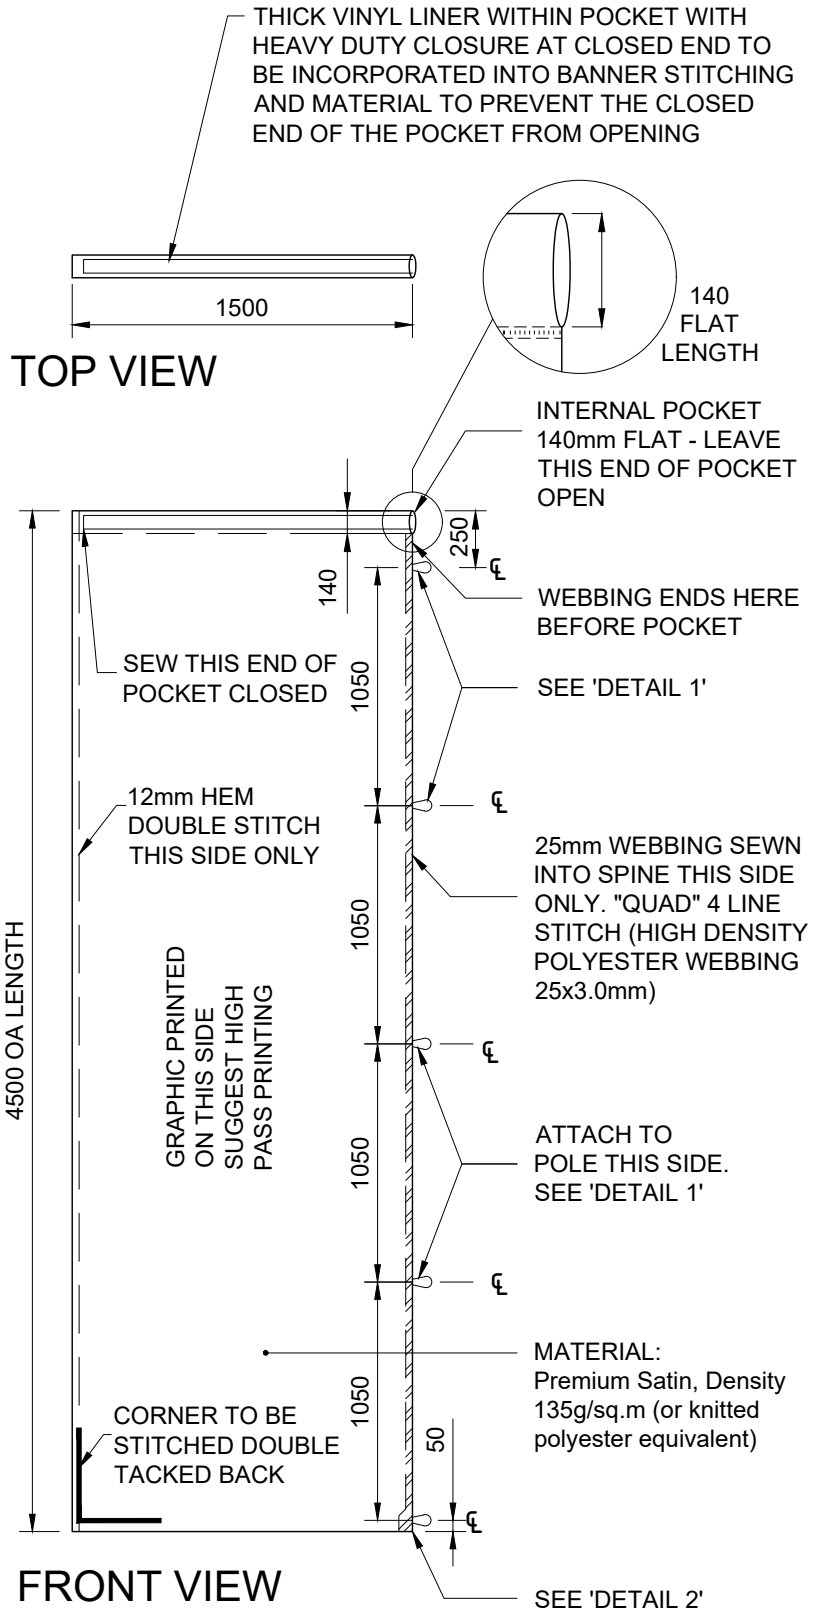 THICK VINYL LINER WITHIN POCKET WITH
HEAVY DUTY CLOSURE AT CLOSED END TO
BE INCORPORATED INTO BANNER STITCHING
AND MATERIAL TO PREVENT THE CLOSED
END OF THE POCKET FROM OPENING
1500
140
FLAT
LENGTH
TOP VIEW
INTERNAL POCKET
140mm FLAT - LEAVE
THIS END OF POCKET
OPEN
250
℄
140
WEBBING ENDS HERE
BEFORE POCKET
SEW THIS END OF
POCKET CLOSED
1050
SEE 'DETAIL 1'
12mm HEM
DOUBLE STITCH
THIS SIDE ONLY
℄
25mm WEBBING SEWN
INTO SPINE THIS SIDE
ONLY. "QUAD" 4 LINE
STITCH (HIGH DENSITY
POLYESTER WEBBING
25x3.0mm)
1050
4500 OA LENGTH
GRAPHIC PRINTED
ON THIS SIDE
SUGGEST HIGH
PASS PRINTING
℄
1050
ATTACH TO
POLE THIS SIDE.
SEE 'DETAIL 1'
℄
MATERIAL:
Premium Satin, Density
135g/sq.m (or knitted
polyester equivalent)
1050
CORNER TO BE
STITCHED DOUBLE
TACKED BACK
50
℄
FRONT VIEW
SEE 'DETAIL 2'